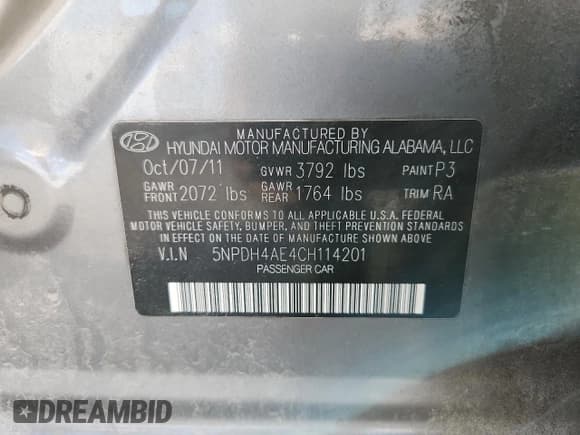 MANUFACTURED BY
HYUNDAI MOTOR MANUFACTURING ALABAMA, LLC
Oct/07/11 GVWR 3792 lbs PAINT P3
GAWR FRONT 2072 lbs GAWR REAR 1764 lbs TRIM RA
THIS VEHICLE CONFORMS TO ALL APPLICABLE U.S.A. FEDERAL
MOTOR VEHICLE SAFETY, BUMPER, AND THEFT PREVENTION STANDARDS
IN EFFECT ON THE DATE OF MANUFACTURE SHOWN ABOVE.
V.I.N 5NPDH4AE4CH114201
PASSENGER CAR
DREAMBID